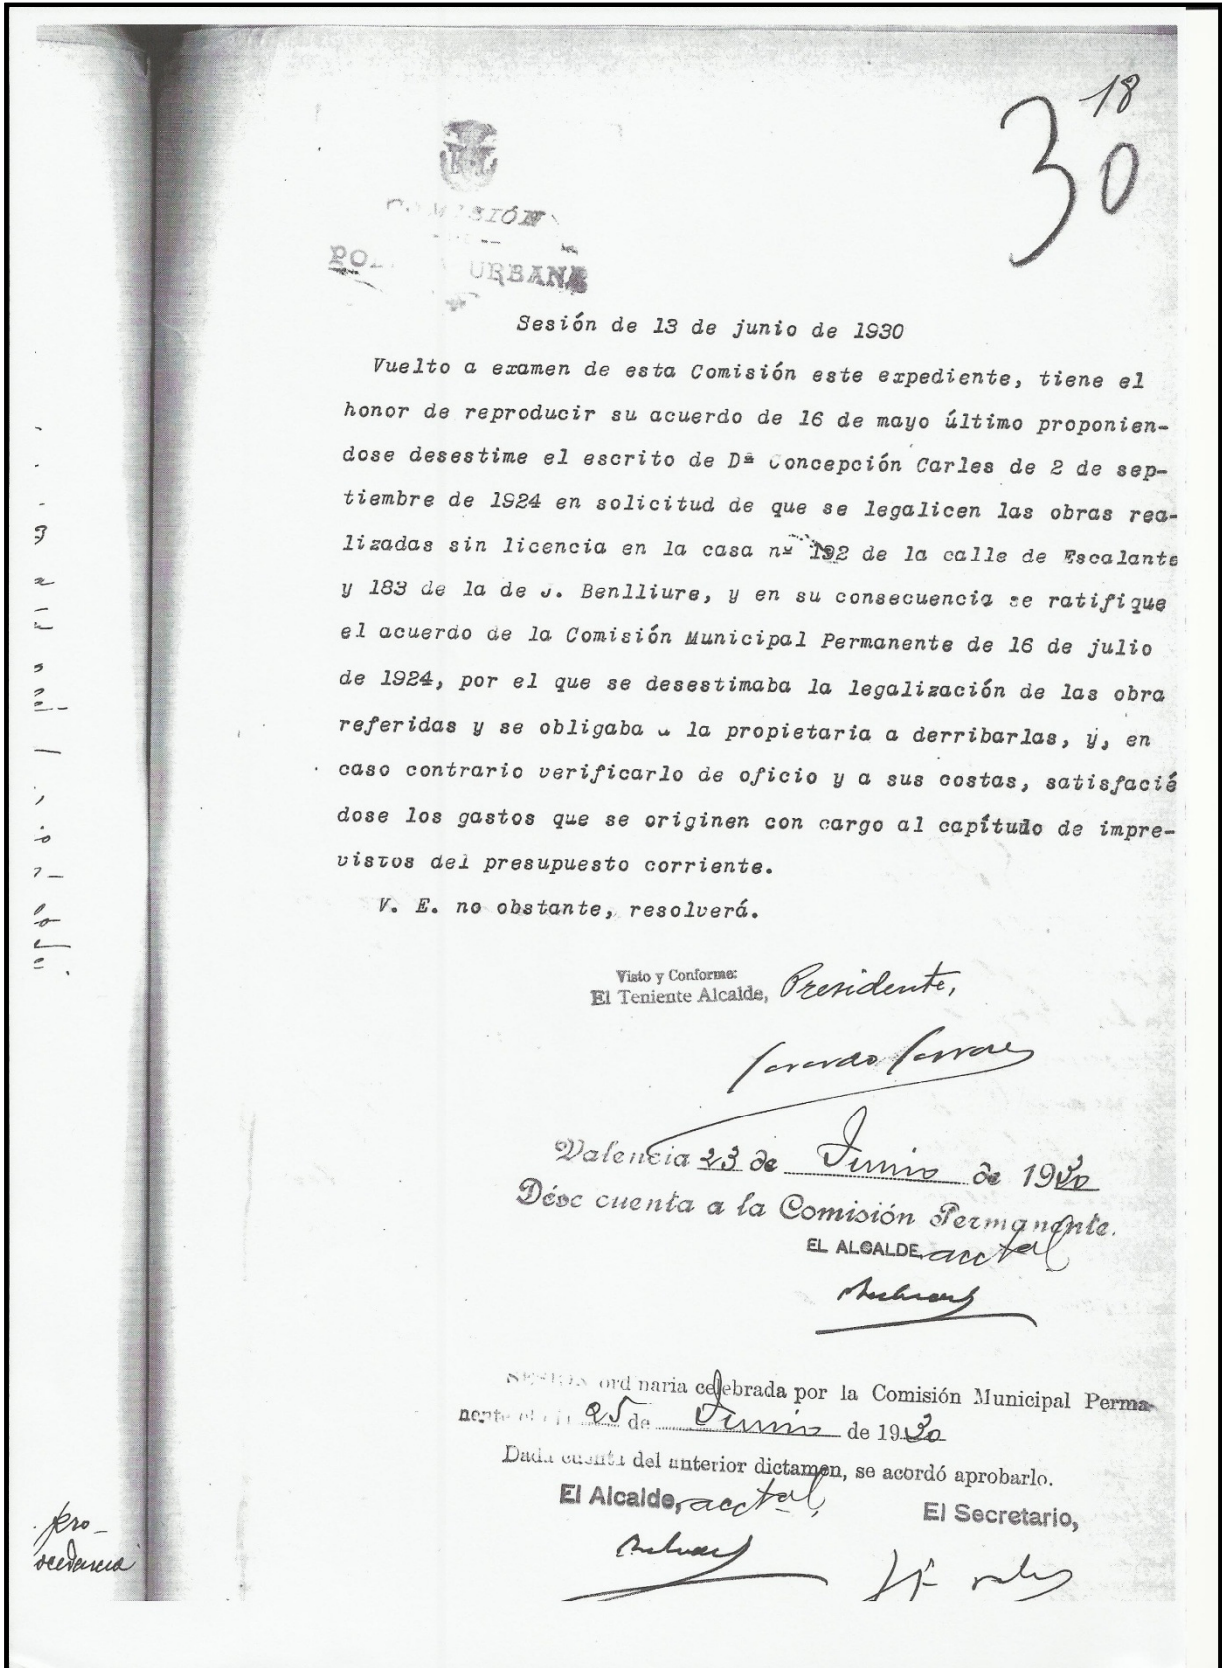 18
30
COMISIÓN
URBANA
Sesión de 13 de junio de 1930
Vuelto a examen de esta Comisión este expediente, tiene el
honor de reproducir su acuerdo de 16 de mayo último proponien-
dose desestime el escrito de Dª Concepción Carles de 2 de sep-
tiembre de 1924 en solicitud de que se legalicen las obras rea-
lizadas sin licencia en la casa nº 192 de la calle de Escalante
y 183 de la de J. Benlliure, y en su consecuencia se ratifique
el acuerdo de la Comisión Municipal Permanente de 16 de julio
de 1924, por el que se desestimaba la legalización de las obra
referidas y se obligaba a la propietaria a derribarlas, y, en
caso contrario verificarlo de oficio y a sus costas, satisfacié
dose los gastos que se originen con cargo al capítulo de impre-
vistos del presupuesto corriente.
V. E. no obstante, resolverá.
Visto y Conforme:
El Teniente Alcalde, Presidente,
Valencia 23 de Junio de 1930
Dése cuenta a la Comisión Permanente.
EL ALCALDE acctal
SESIÓN ordinaria celebrada por la Comisión Municipal Perma-
nente el 25 de Junio de 1930
Dada cuenta del anterior dictamen, se acordó aprobarlo.
El Alcalde, acctal,
El Secretario,